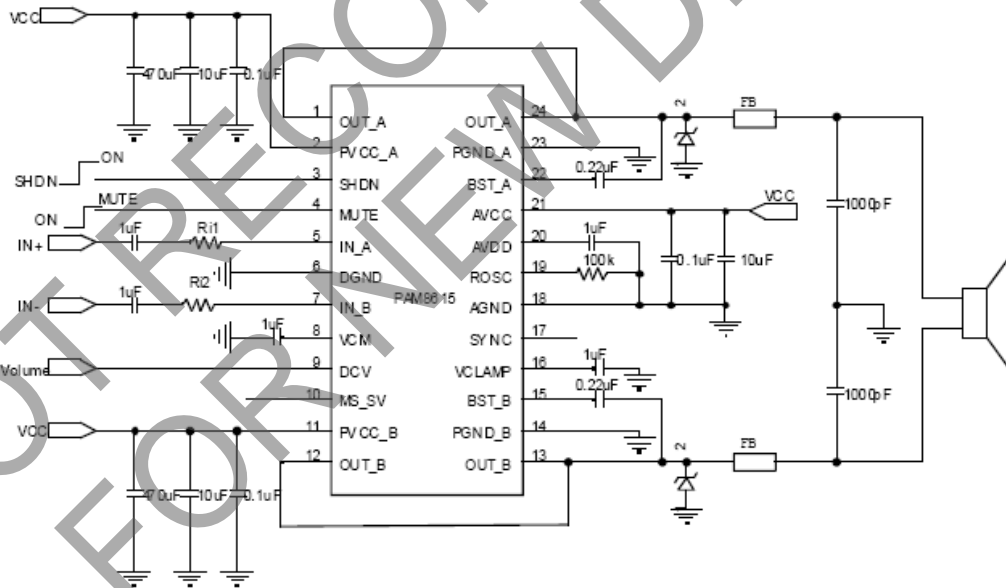 VCC
470uF 10uF 0.1uF
SHDN ON
ON MUTE
IN+ 1uF Ri1
IN- 1uF Ri2
1uF
Volume
VCC
470uF 10uF 0.1uF
1 OUT_A
2 PVCC_A
3 SHDN
4 MUTE
5 IN_A
6 DGND
7 IN_B
8 VCM
9 DCV
10 MS_SV
11 PVCC_B
12 OUT_B
PAM8615
OUT_A 24
PGND_A 23
BST_A 22
AVCC 21
AVDD 20
ROSC 19
AGND 18
SYNC 17
VCLAMP 16
BST_B 15
PGND_B 14
OUT_B 13
0.22uF
VCC
1uF
100k
0.1uF 10uF
1uF
0.22uF
2 FB
1000pF
1000pF
2 FB
NOT RECOM
FOR NEW D